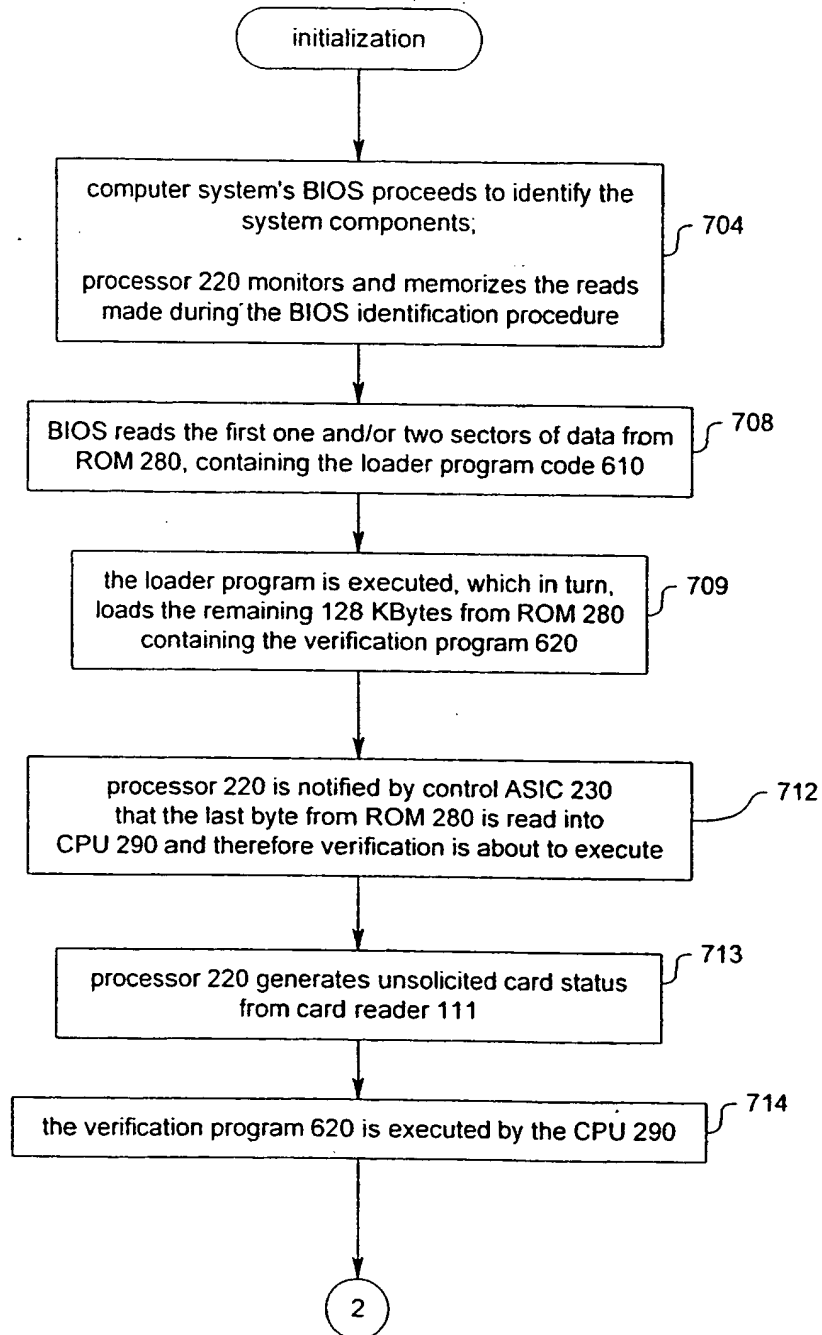 initialization
computer system's BIOS proceeds to identify the
system components;
704
processor 220 monitors and memorizes the reads
made during the BIOS identification procedure
BIOS reads the first one and/or two sectors of data from
ROM 280, containing the loader program code 610
708
the loader program is executed, which in turn,
loads the remaining 128 KBytes from ROM 280
containing the verification program 620
709
processor 220 is notified by control ASIC 230
that the last byte from ROM 280 is read into
CPU 290 and therefore verification is about to execute
712
processor 220 generates unsolicited card status
from card reader 111
713
the verification program 620 is executed by the CPU 290
714
2